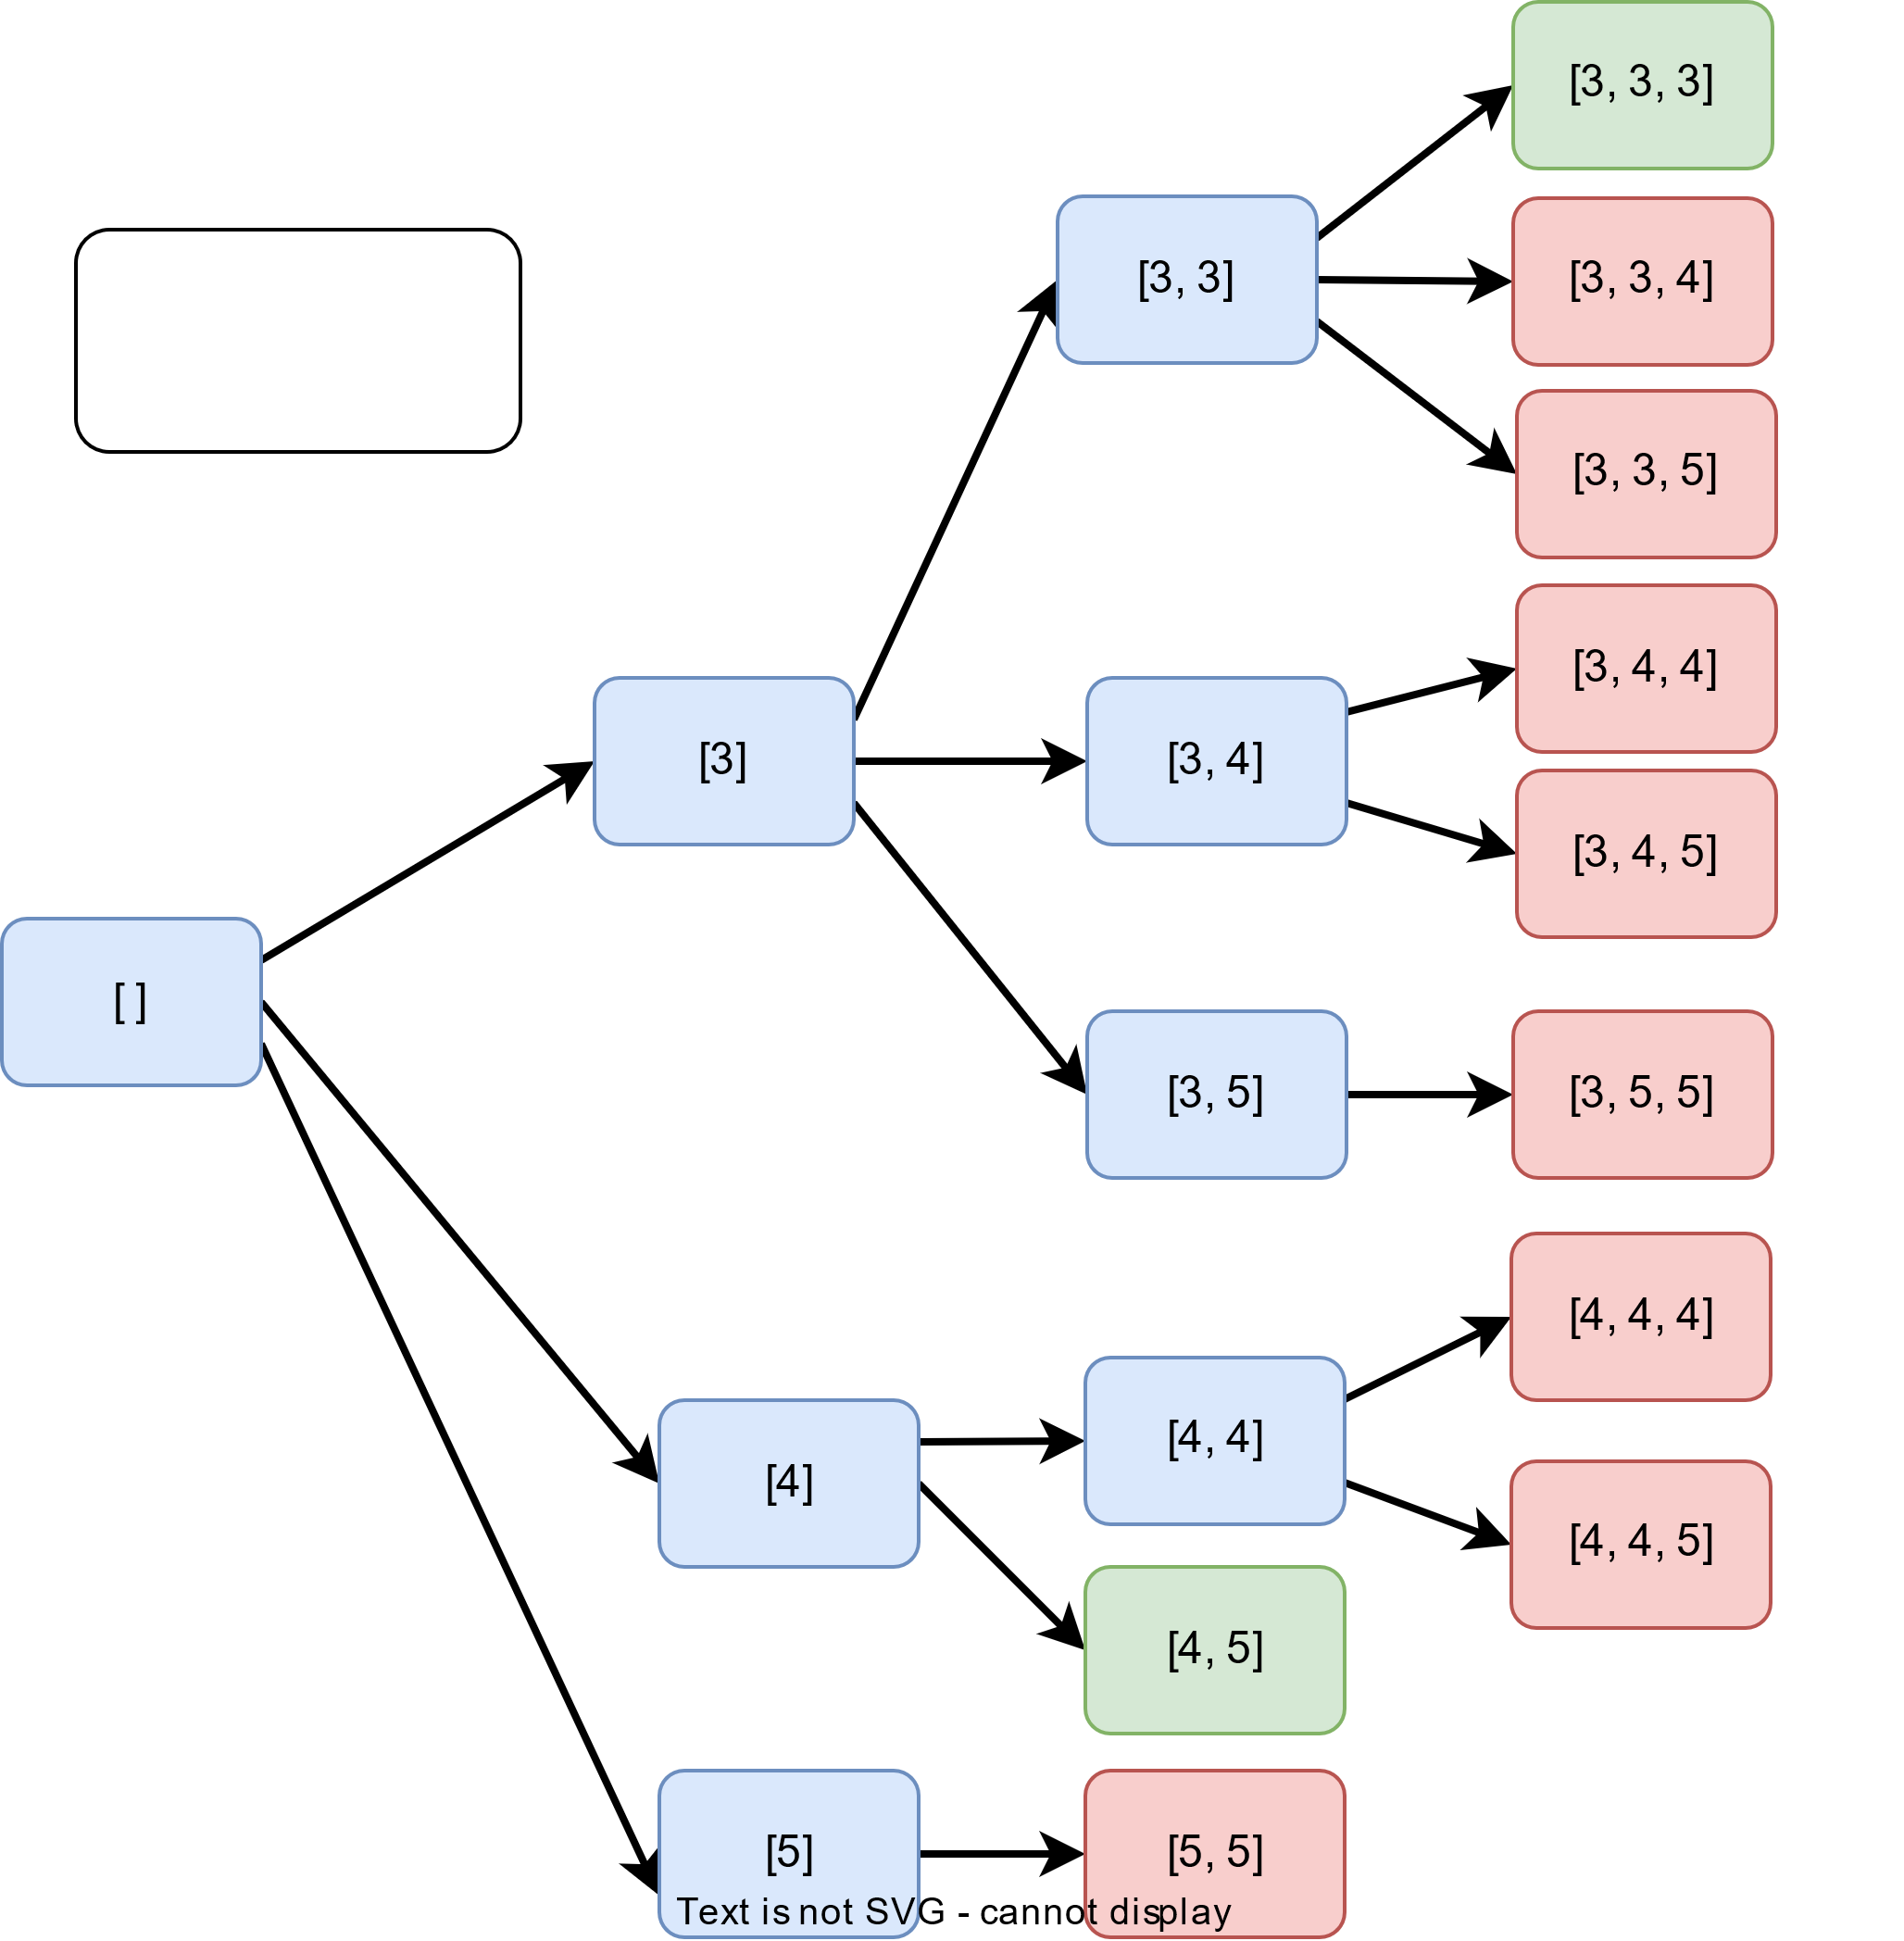 [3, 3, 3]
[3, 3]
[3, 3, 4]
[3, 3, 5]
[3, 4, 4]
[3]
[3, 4]
[3, 4, 5]
[ ]
[3, 5]
[3, 5, 5]
[4, 4, 4]
[4, 4]
[4]
[4, 4, 5]
[4, 5]
[5]
[5, 5]
Text is not SVG - cannot display